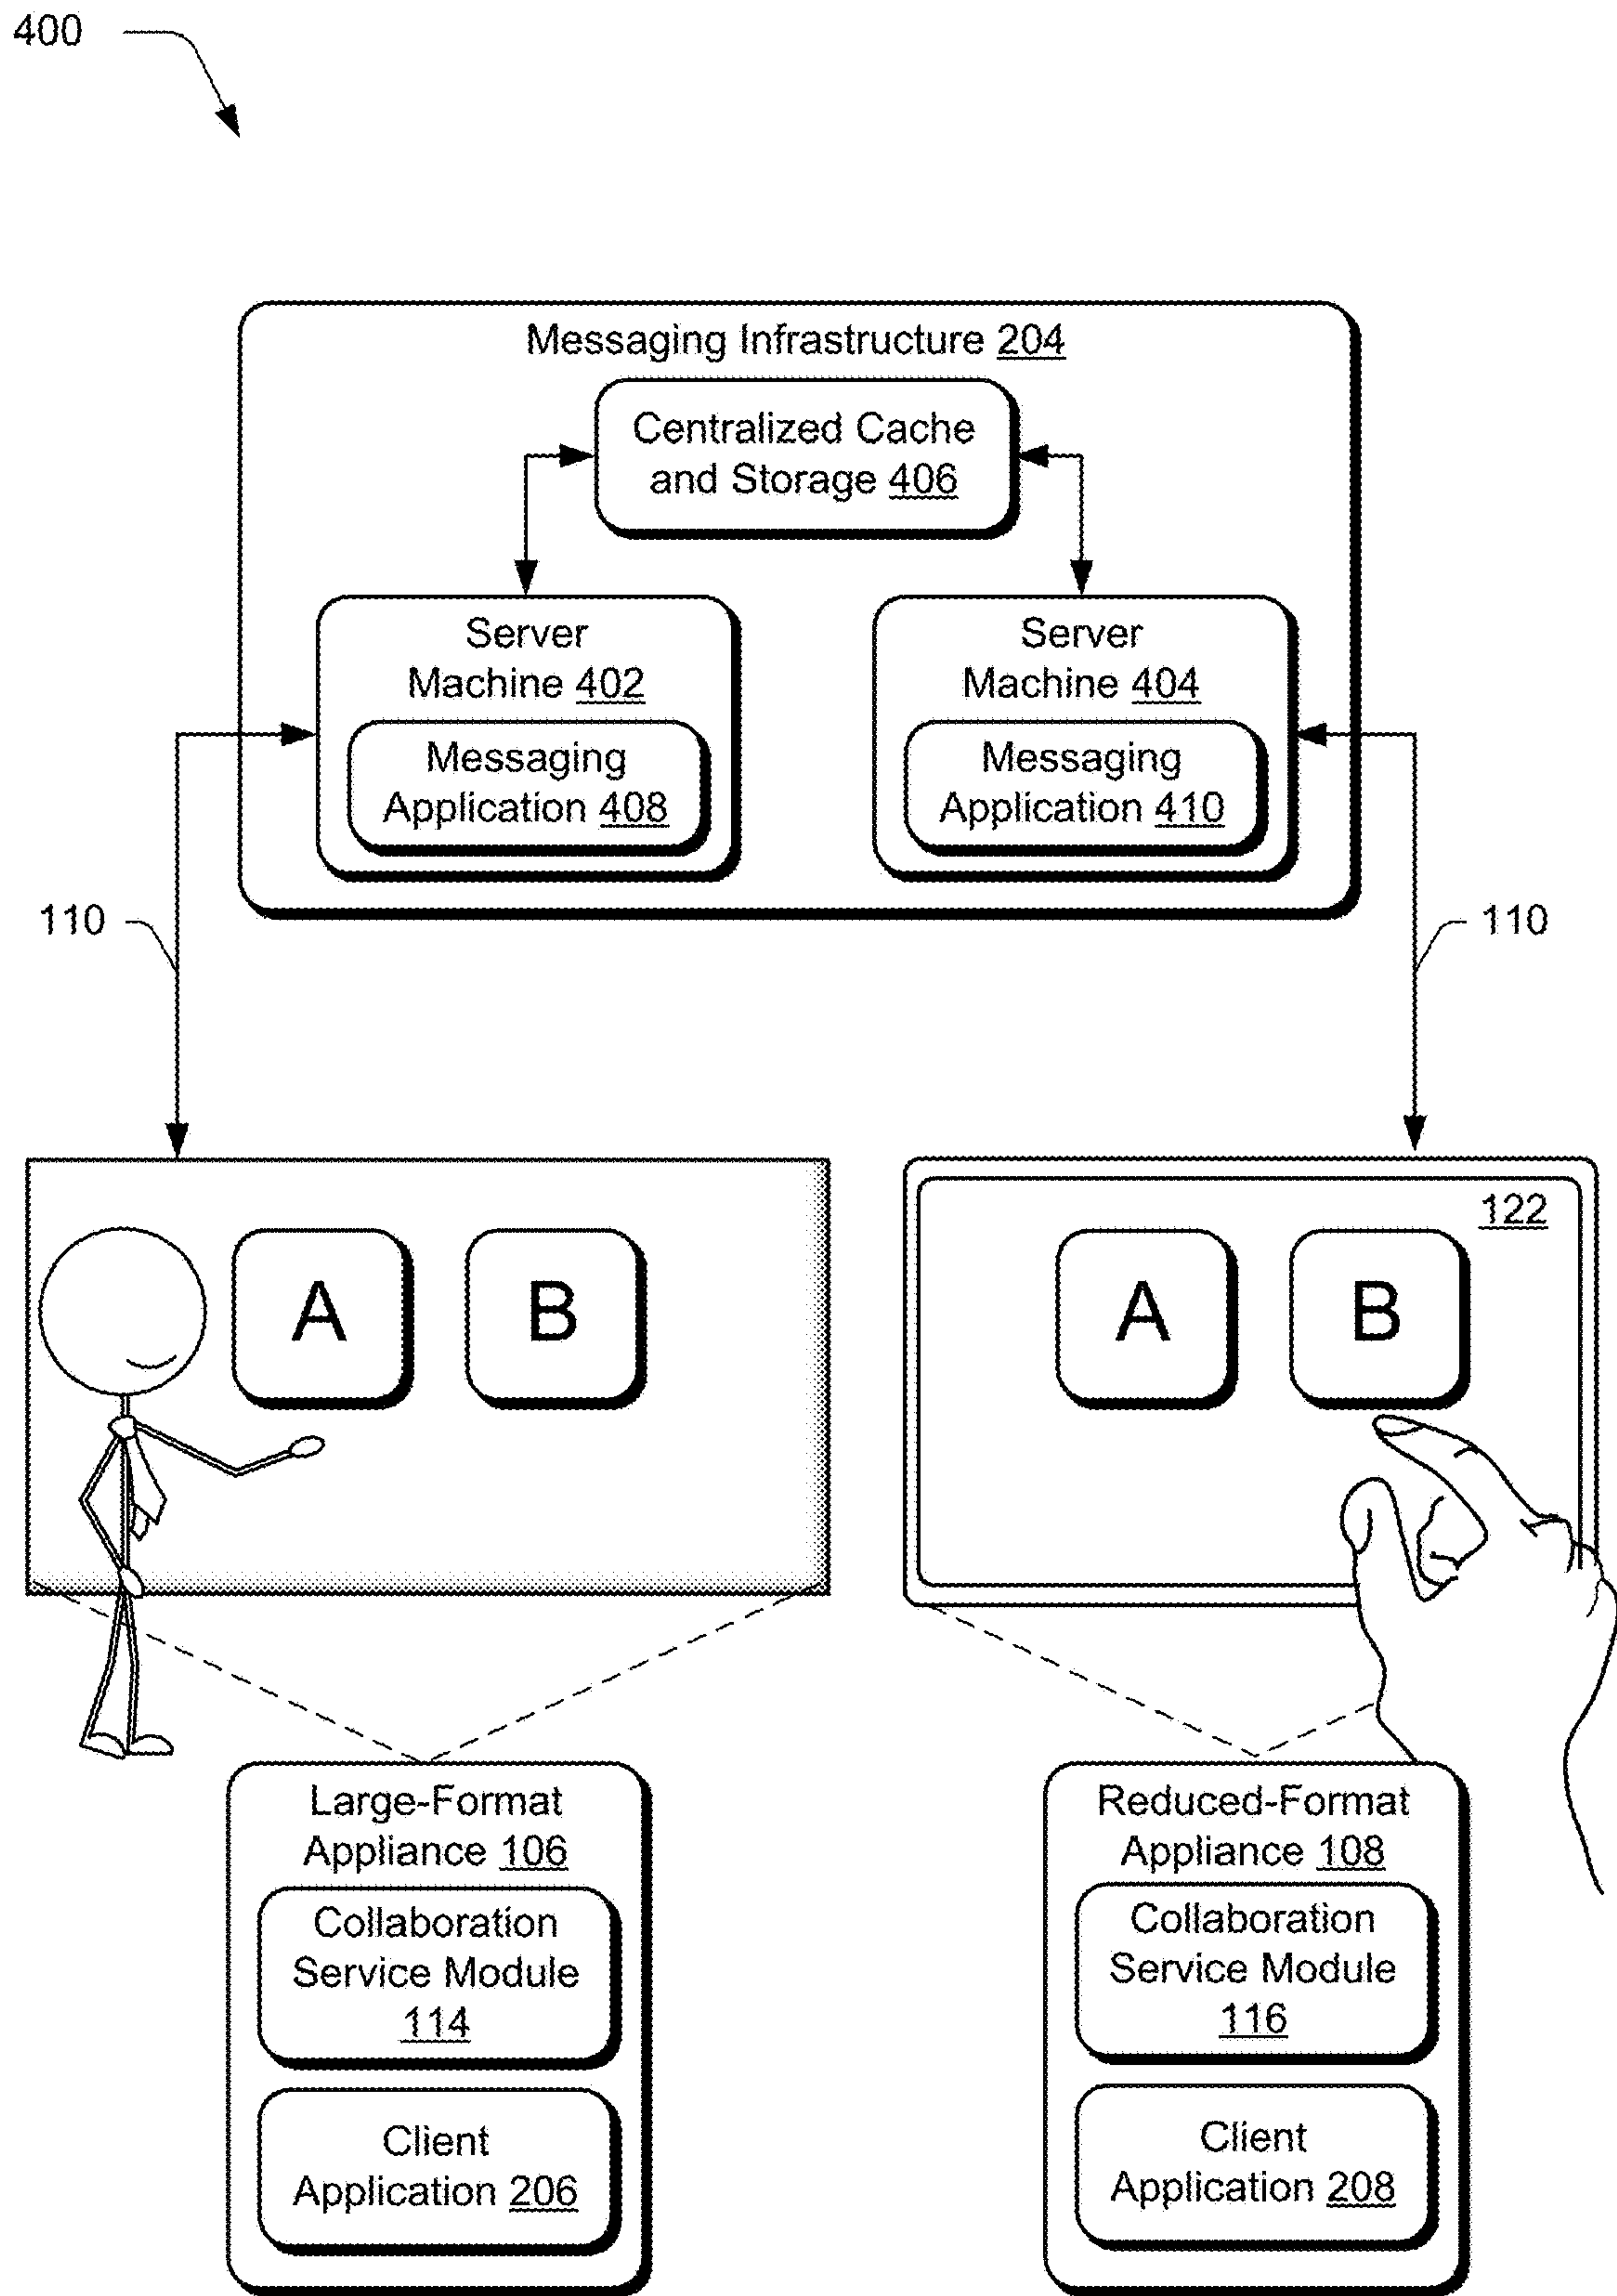 400
Messaging Infrastructure 204
Centralized Cache
and Storage 406
Server
Machine 402
Messaging
Application 408
Server
Machine 404
Messaging
Application 410
110
110
A
B
122
A
B
Large-Format
Appliance 106
Collaboration
Service Module
114
Client
Application 206
Reduced-Format
Appliance 108
Collaboration
Service Module
116
Client
Application 208